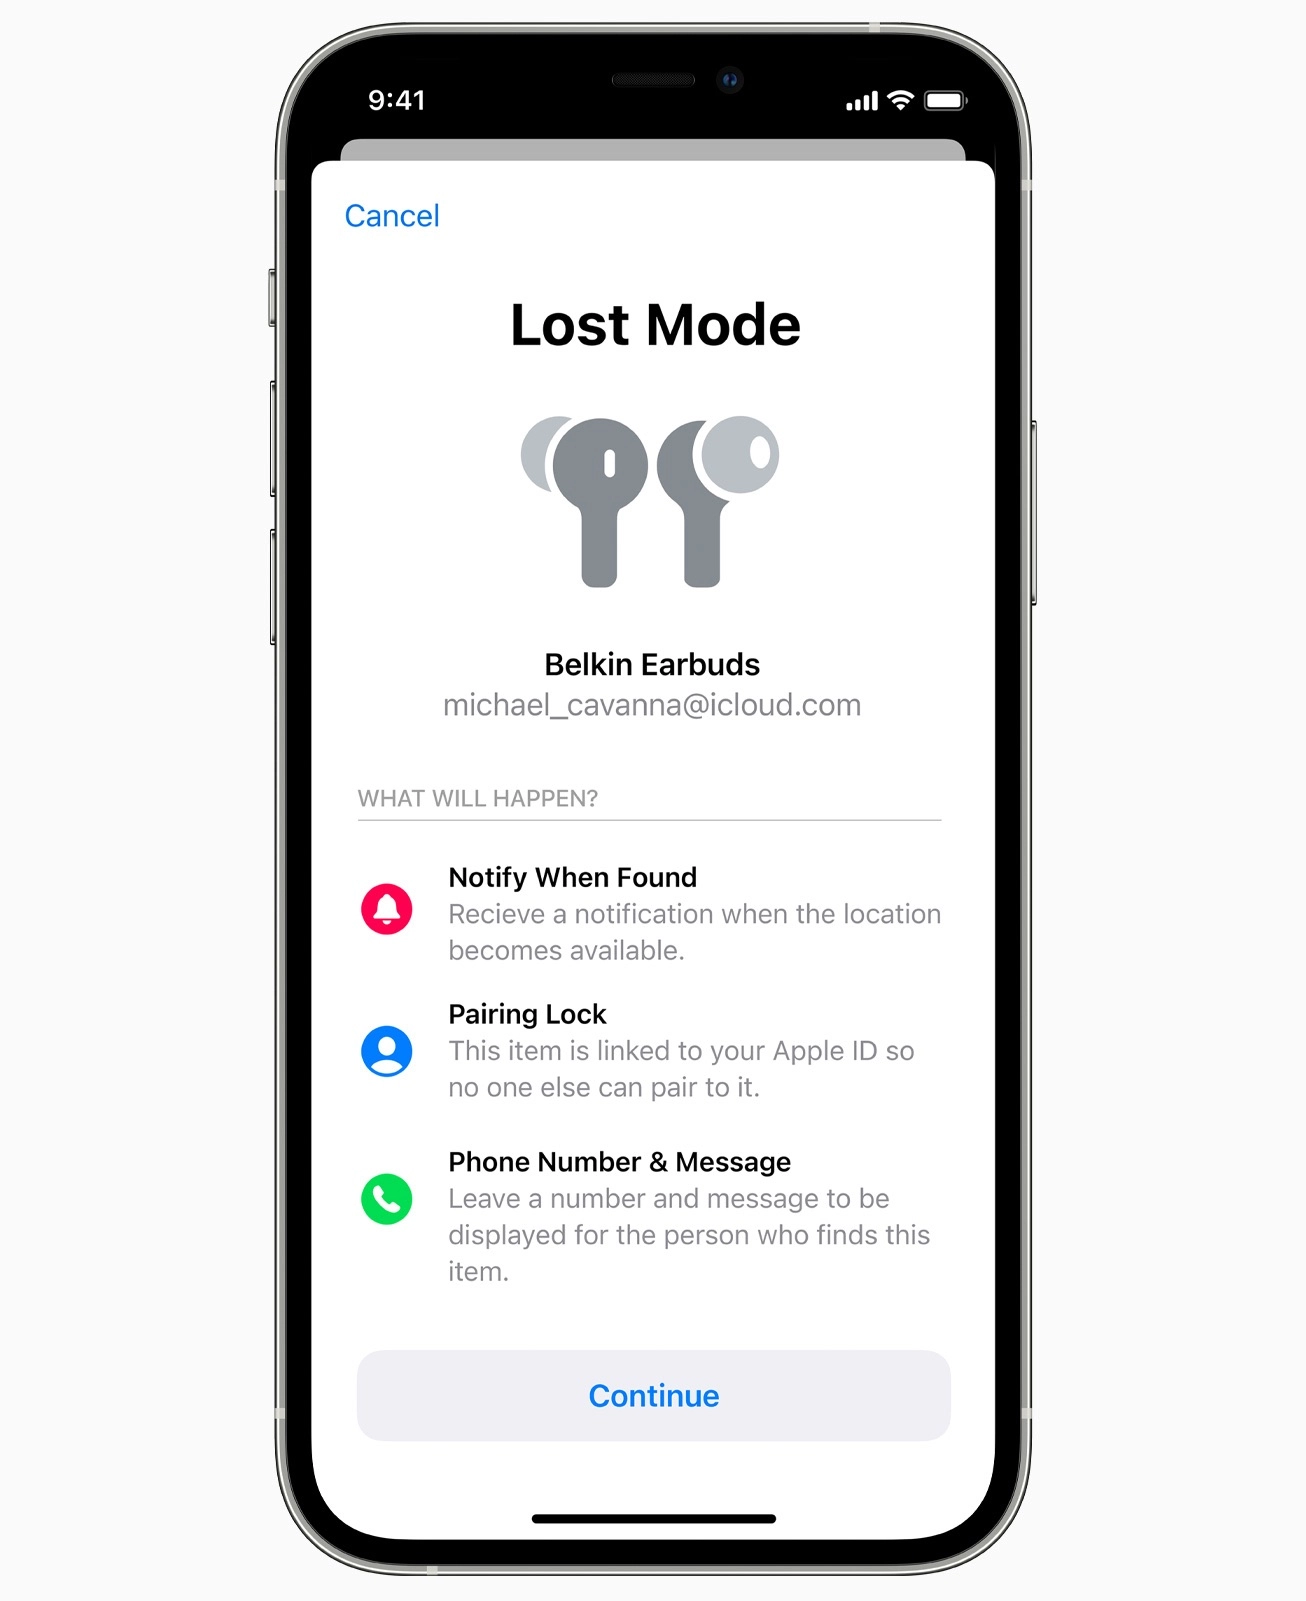 9:41
Cancel
Lost Mode
Belkin Earbuds
michael_cavanna@icloud.com
WHAT WILL HAPPEN?
Notify When Found
Recieve a notification when the location
becomes available.
Pairing Lock
This item is linked to your Apple ID so
no one else can pair to it.
Phone Number & Message
Leave a number and message to be
displayed for the person who finds this
item.
Continue